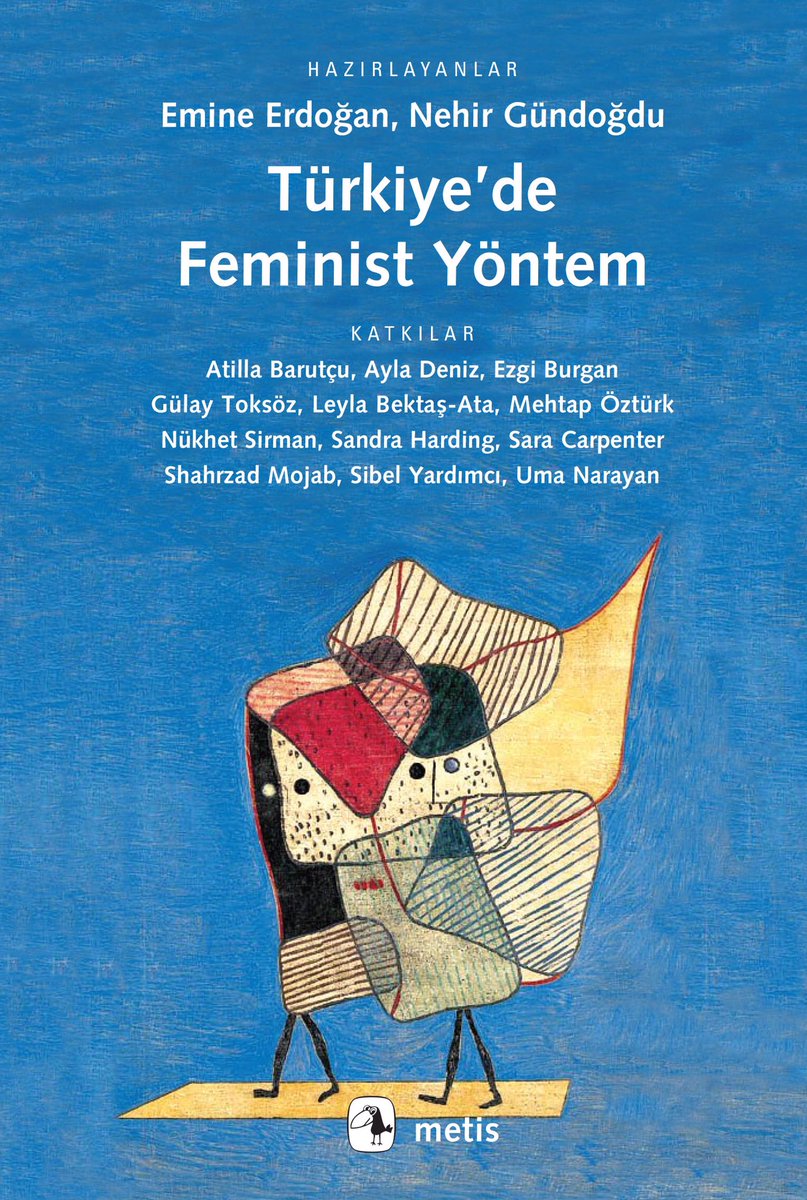 HAZIRLAYANLAR
Emine Erdoğan, Nehir Gündoğdu
Türkiye'de
Feminist Yöntem
KATKILAR
Atilla Barutçu, Ayla Deniz, Ezgi Burgan
Gülay Toksöz, Leyla Bektaş-Ata, Mehtap Öztürk
Nükhet Sirman, Sandra Harding, Sara Carpenter
Shahrzad Mojab, Sibel Yardımcı, Uma Narayan
metis